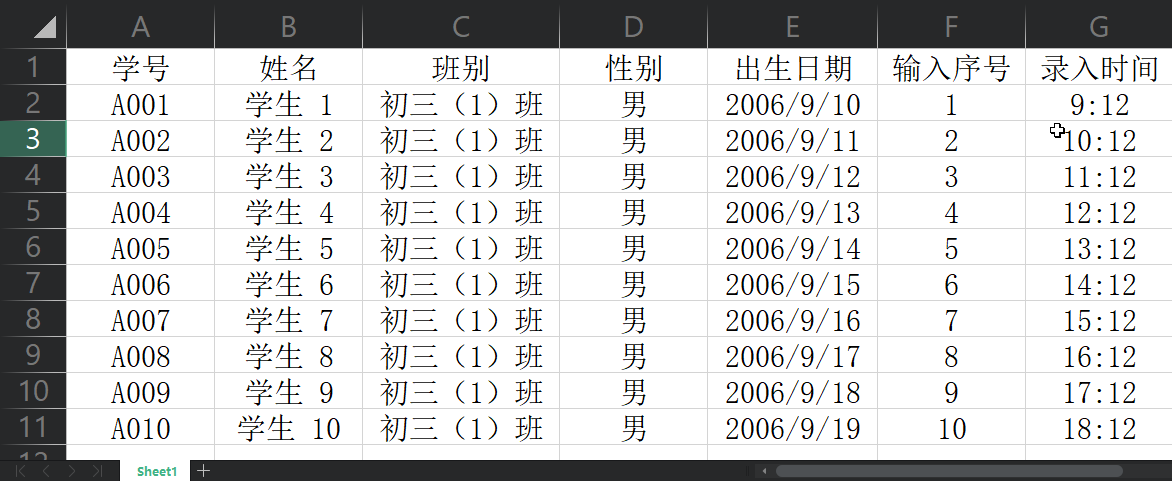 A B C D E F G
1 学号 姓名 班别 性别 出生日期 输入序号 录入时间
2 A001 学生 1 初三（1）班 男 2006/9/10 1 9:12
3 A002 学生 2 初三（1）班 男 2006/9/11 2 10:12
4 A003 学生 3 初三（1）班 男 2006/9/12 3 11:12
5 A004 学生 4 初三（1）班 男 2006/9/13 4 12:12
6 A005 学生 5 初三（1）班 男 2006/9/14 5 13:12
7 A006 学生 6 初三（1）班 男 2006/9/15 6 14:12
8 A007 学生 7 初三（1）班 男 2006/9/16 7 15:12
9 A008 学生 8 初三（1）班 男 2006/9/17 8 16:12
10 A009 学生 9 初三（1）班 男 2006/9/18 9 17:12
11 A010 学生 10 初三（1）班 男 2006/9/19 10 18:12
12
Sheet1